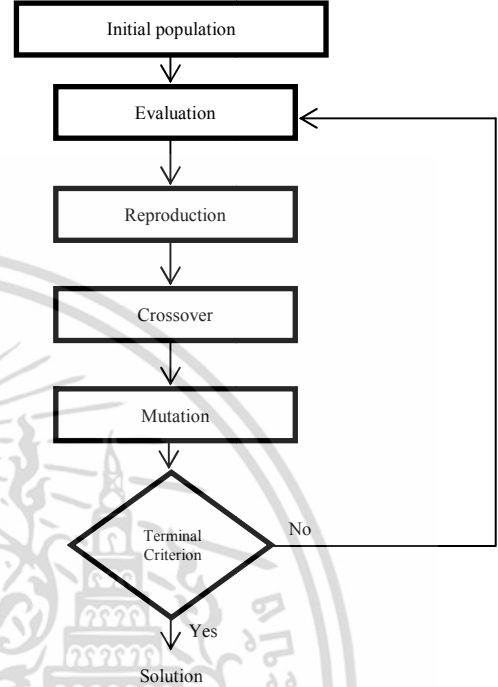 Initial population
Evaluation
Reproduction
Crossover
Mutation
Terminal
Criterion
No
Yes
Solution